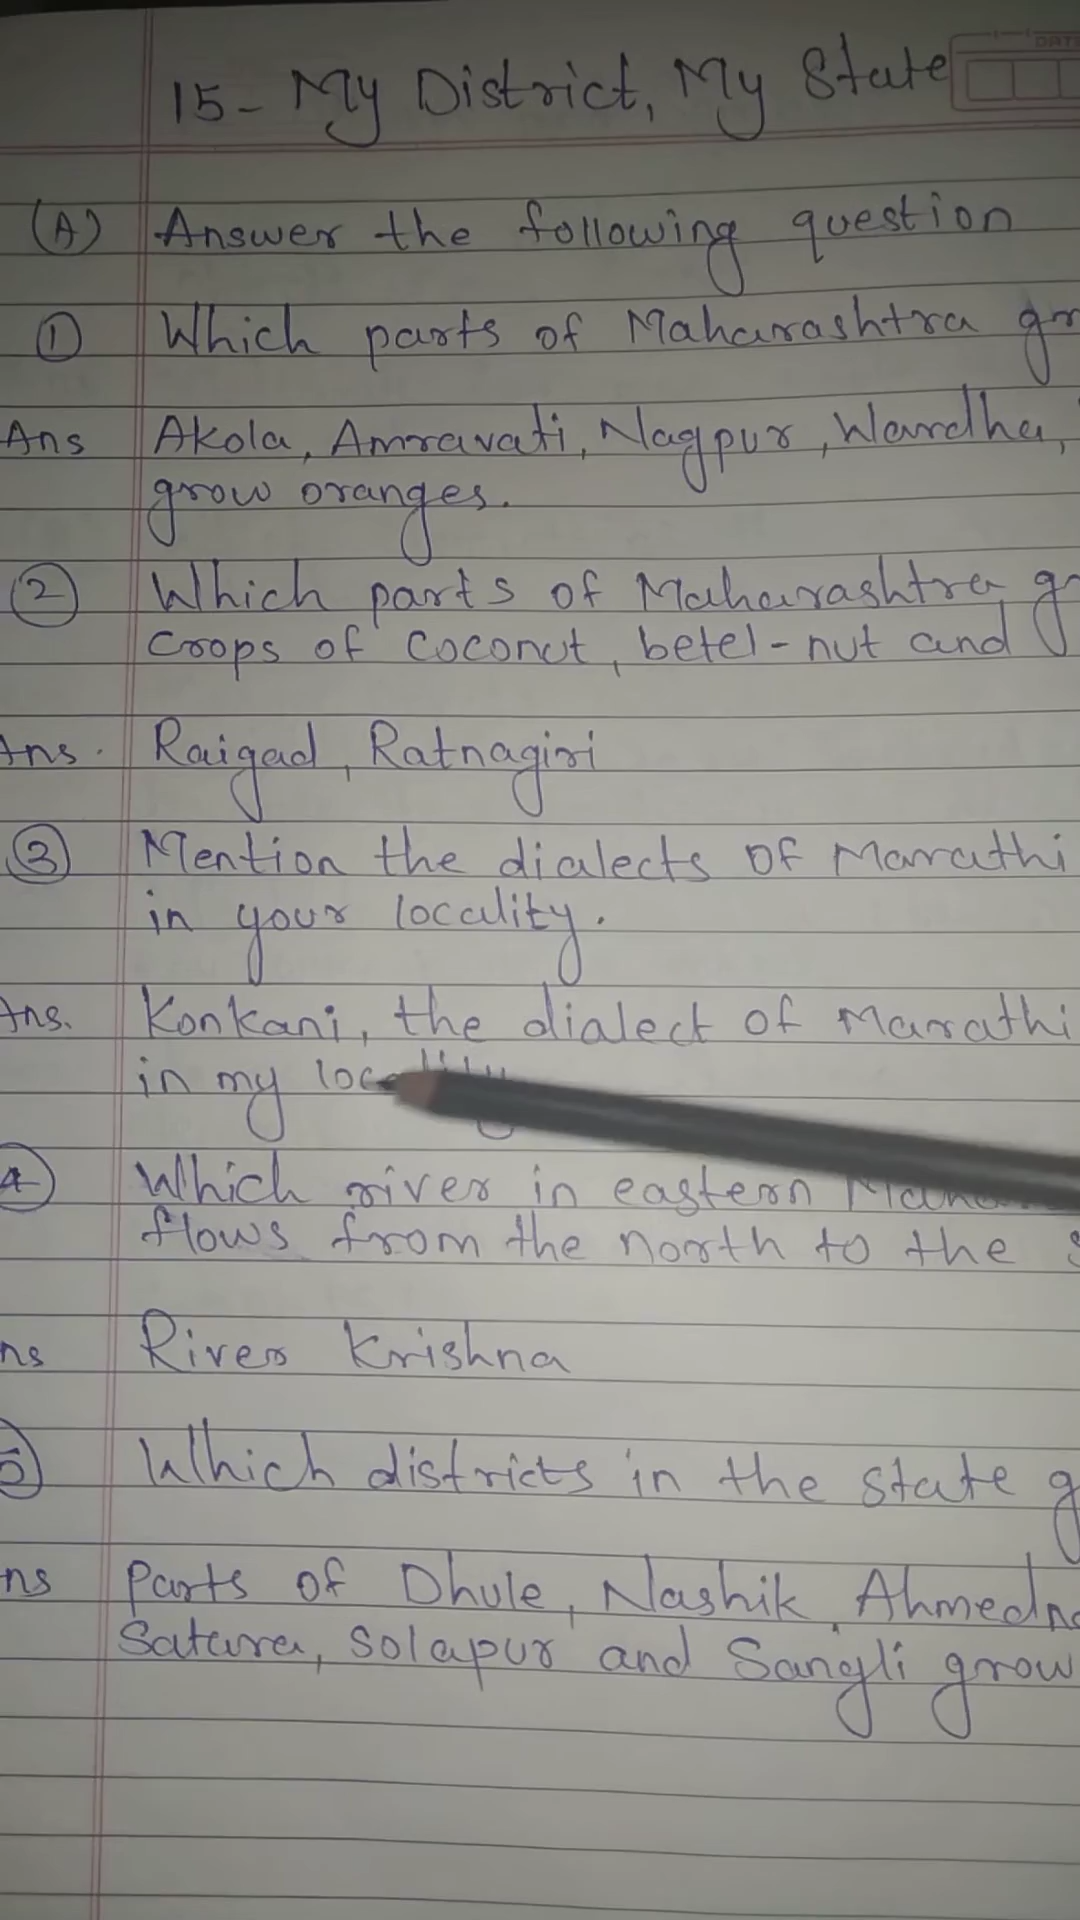 15- My District, My State
DATE
(A) Answer the following question
① Which parts of Maharashtra
Ans Akola, Amravati, Nagpur, Wardha,
grow oranges.
② Which parts of Maharashtra
crops of coconut, betel-nut and
Ans. Raigad, Ratnagiri
③ Mention the dialects of Marathi
in your locality.
Ans. Konkani, the dialect of Marathi
in my locality
④ Which river in eastern
flows from the north to the
ns River Krishna
⑤ Which districts in the state
ns Parts of Dhule, Nashik, Ahmedna
Satara, Solapur and Sangli grow